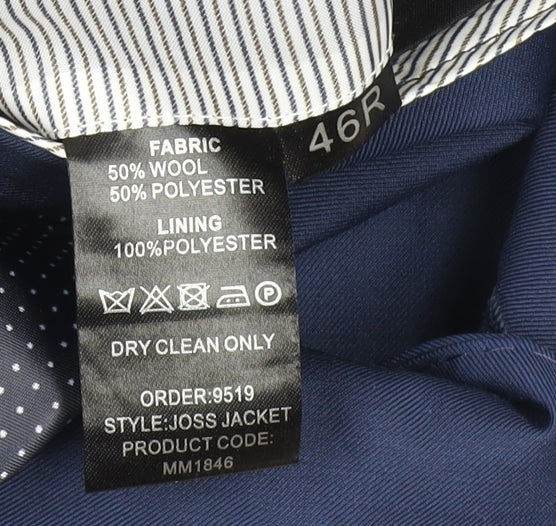 46R
FABRIC
50% WOOL
50% POLYESTER
LINING
100%POLYESTER
P
DRY CLEAN ONLY
ORDER:9519
STYLE:JOSS JACKET
PRODUCT CODE:
MM1846